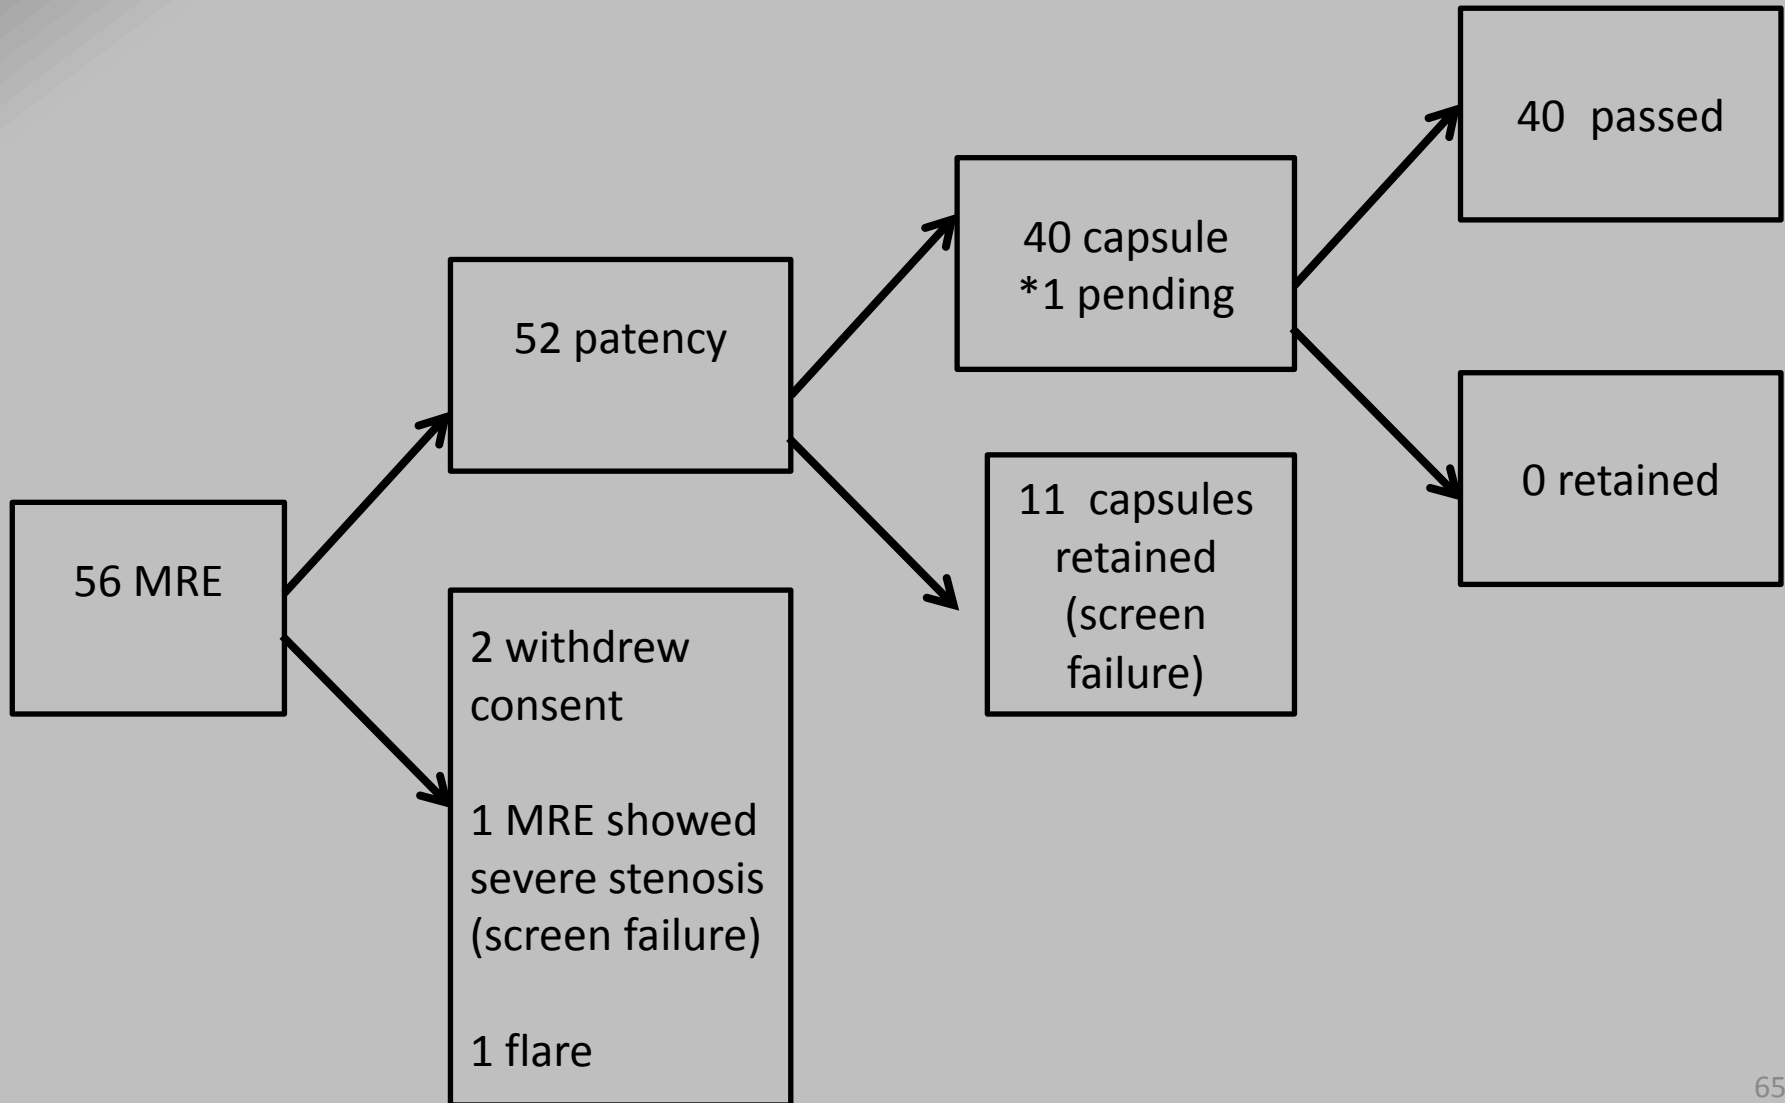 56 MRE
52 patency
2 withdrew
consent
1 MRE showed
severe stenosis
(screen failure)
1 flare
40 capsule
*1 pending
11 capsules
retained
(screen
failure)
40 passed
0 retained
65